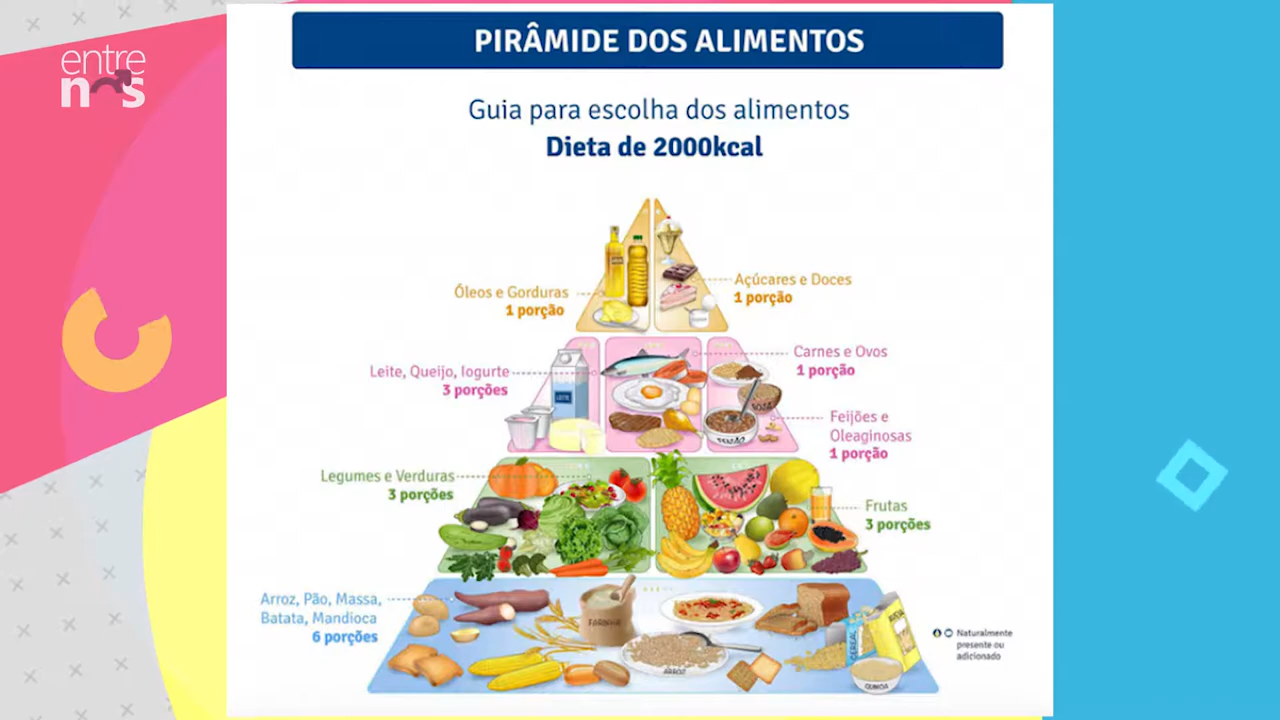 entre
nós
PIRÂMIDE DOS ALIMENTOS
Guia para escolha dos alimentos
Dieta de 2000kcal
Óleos e Gorduras
1 porção
Açúcares e Doces
1 porção
Leite, Queijo, Iogurte
3 porções
Carnes e Ovos
1 porção
Feijões e
Oleaginosas
1 porção
Legumes e Verduras
3 porções
Frutas
3 porções
Arroz, Pão, Massa,
Batata, Mandioca
6 porções
Naturalmente
presente ou
adicionado
LEITE
SOJA
FEIJÃO
FARINHA
ARROZ
CEREAL
AVEIA
QUINOA